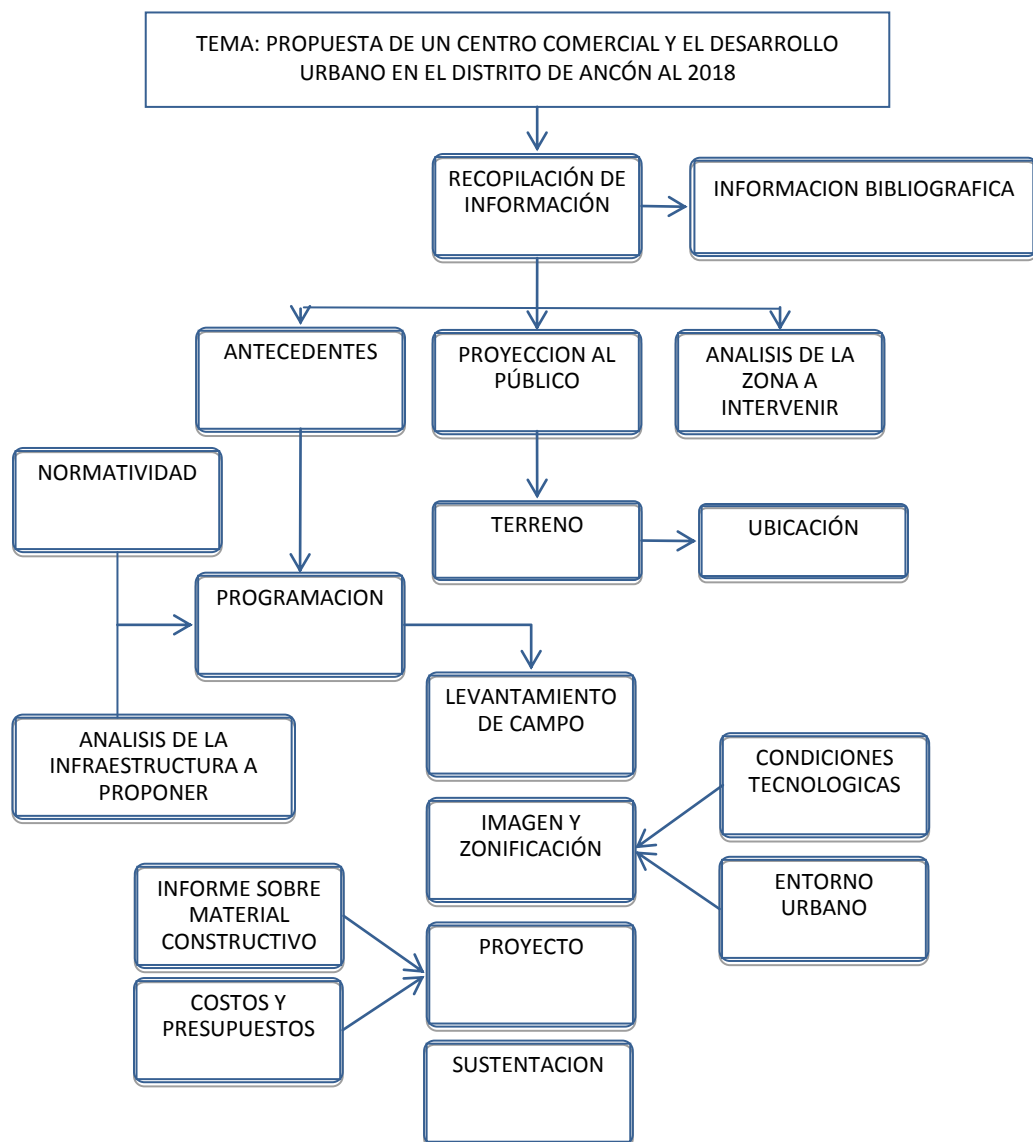 TEMA: PROPUESTA DE UN CENTRO COMERCIAL Y EL DESARROLLO
URBANO EN EL DISTRITO DE ANCÓN AL 2018
RECOPILACIÓN DE
INFORMACIÓN
INFORMACION BIBLIOGRAFICA
ANTECEDENTES
PROYECCION AL
PÚBLICO
ANALISIS DE LA
ZONA A
INTERVENIR
NORMATIVIDAD
TERRENO
UBICACIÓN
PROGRAMACION
LEVANTAMIENTO
DE CAMPO
ANALISIS DE LA
INFRAESTRUCTURA A
PROPONER
CONDICIONES
TECNOLOGICAS
IMAGEN Y
ZONIFICACIÓN
ENTORNO
URBANO
INFORME SOBRE
MATERIAL
CONSTRUCTIVO
PROYECTO
COSTOS Y
PRESUPUESTOS
SUSTENTACION